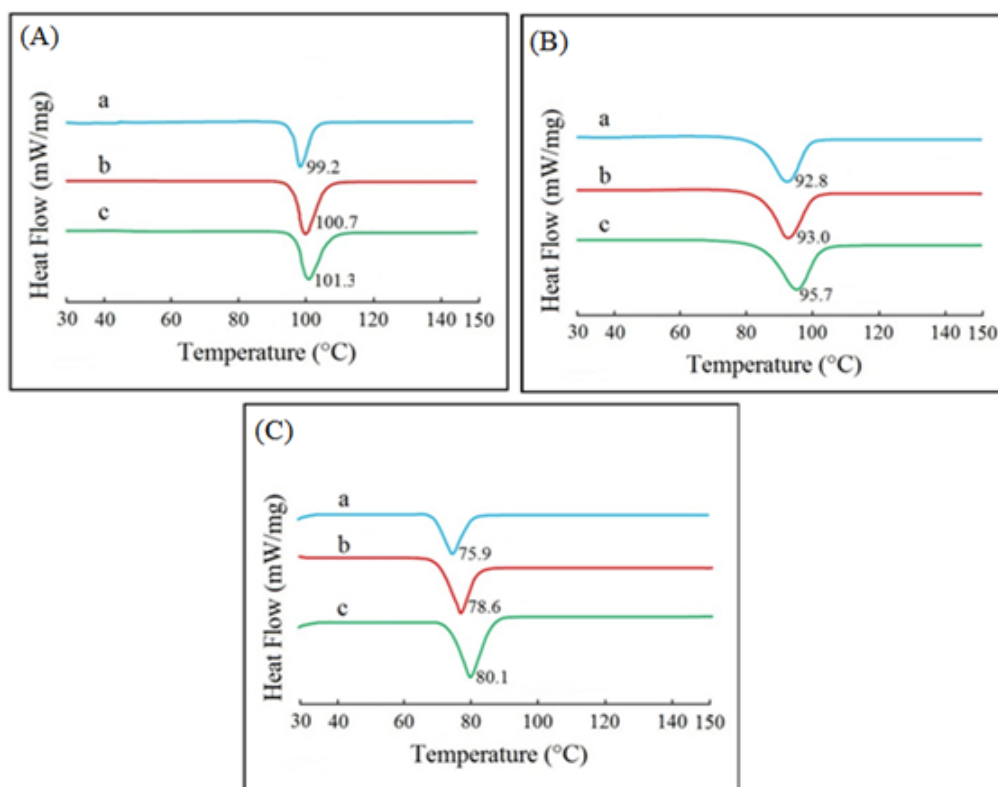 (A)
a
99.2
b
100.7
c
101.3
Heat Flow (mW/mg)
30 40 60 80 100 120 140 150
Temperature (°C)
(B)
a
92.8
b
93.0
c
95.7
Heat Flow (mW/mg)
30 40 60 80 100 120 140 150
Temperature (°C)
(C)
a
75.9
b
78.6
c
80.1
Heat Flow (mW/mg)
30 40 60 80 100 120 140 150
Temperature (°C)